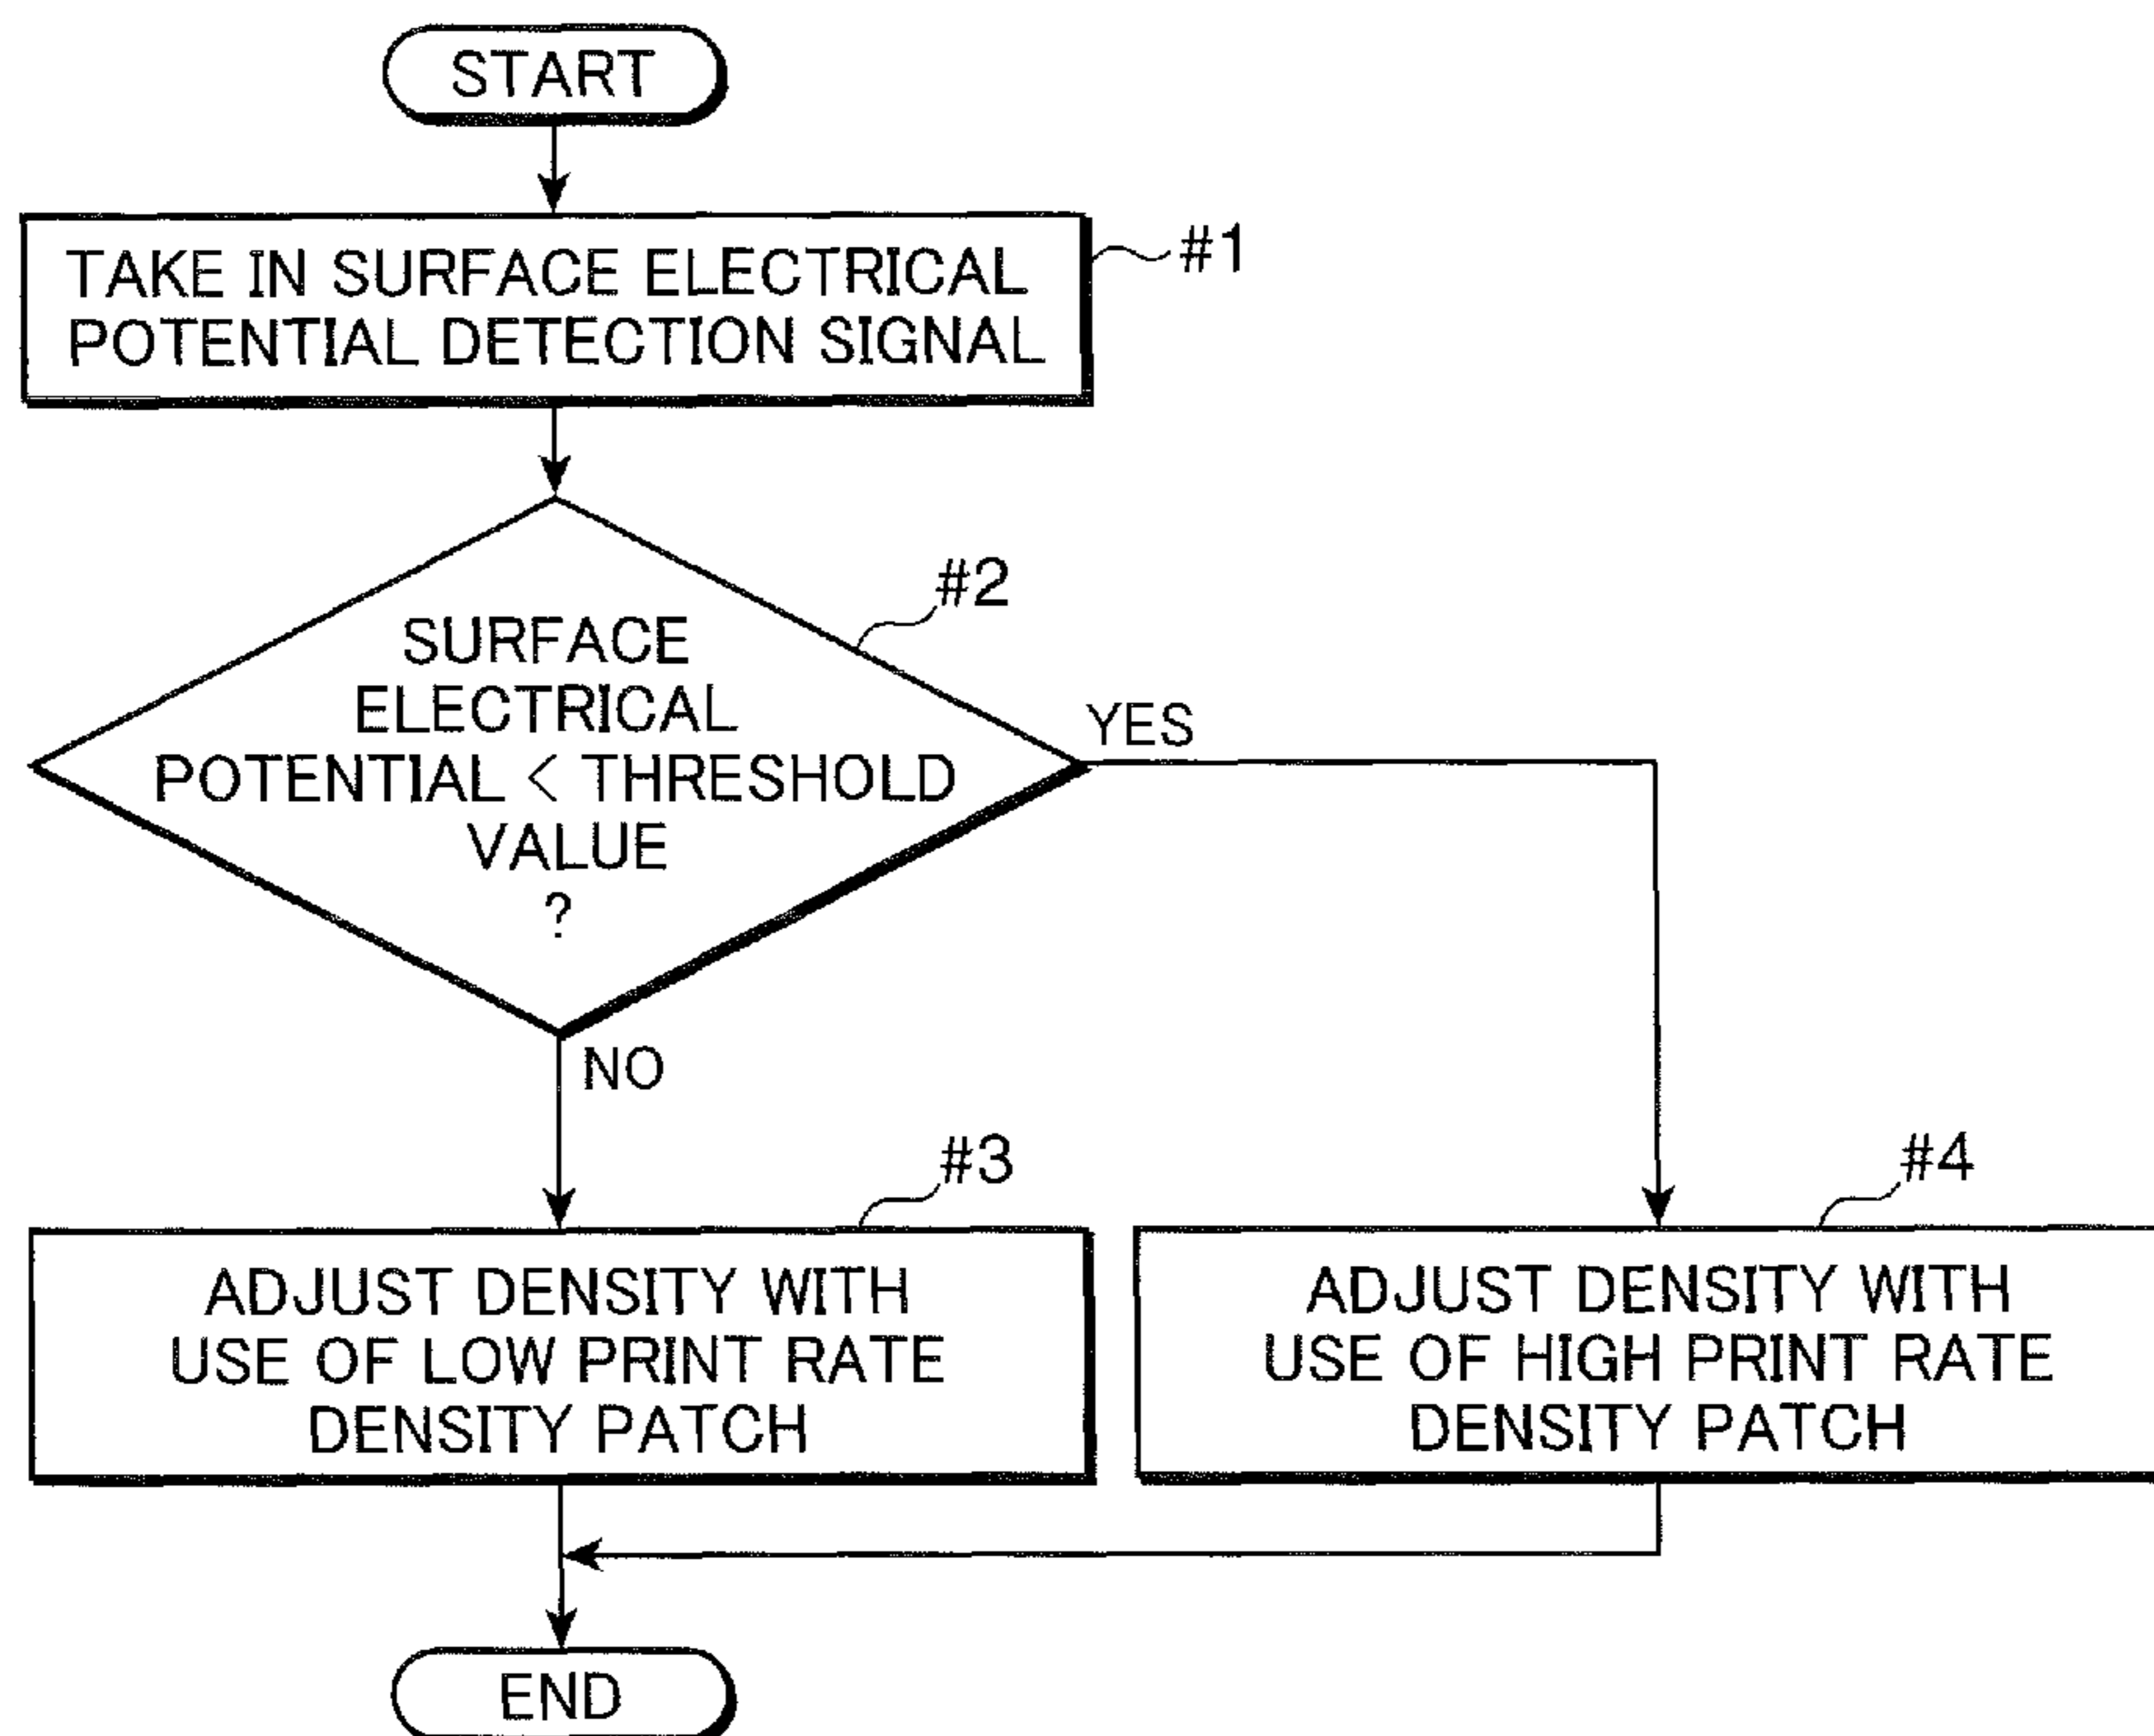 START
TAKE IN SURFACE ELECTRICAL
POTENTIAL DETECTION SIGNAL
#1
#2
SURFACE
ELECTRICAL
POTENTIAL < THRESHOLD
VALUE
?
YES
NO
#3
ADJUST DENSITY WITH
USE OF LOW PRINT RATE
DENSITY PATCH
#4
ADJUST DENSITY WITH
USE OF HIGH PRINT RATE
DENSITY PATCH
END